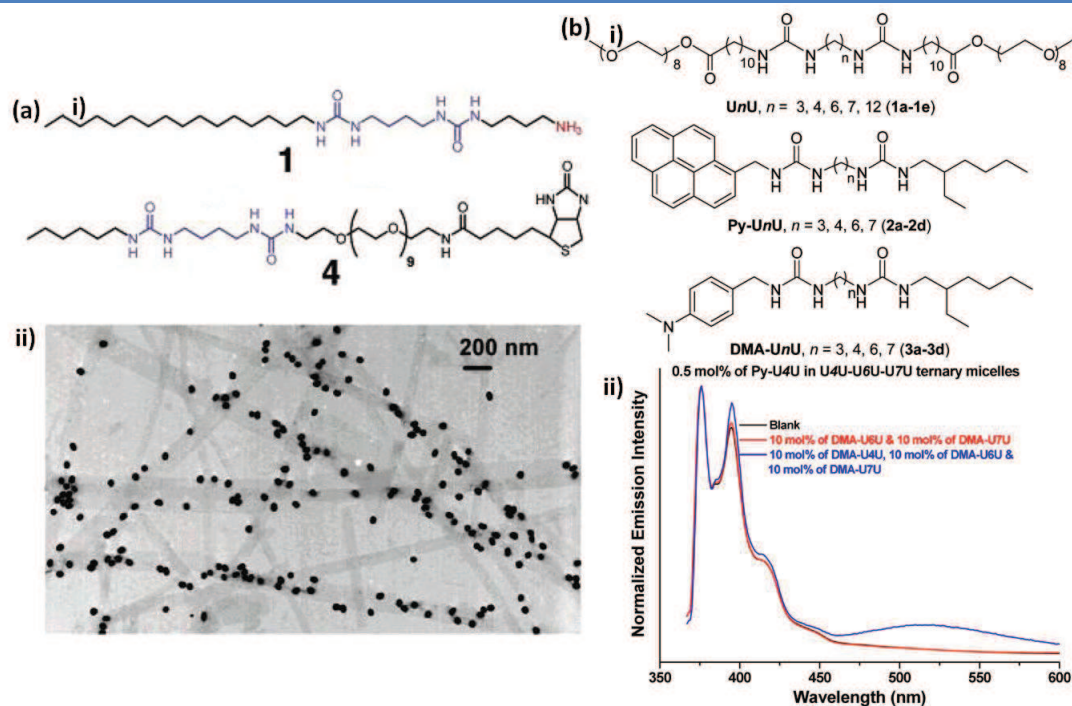 (a)
i)
NH3
1
4
9
ii)
200 nm
(b)
i)
8
10
n
10
8
UnU, n = 3, 4, 6, 7, 12 (1a-1e)
n
Py-UnU, n = 3, 4, 6, 7 (2a-2d)
n
DMA-UnU, n = 3, 4, 6, 7 (3a-3d)
ii)
0.5 mol% of Py-U4U in U4U-U6U-U7U ternary micelles
Blank
10 mol% of DMA-U6U & 10 mol% of DMA-U7U
10 mol% of DMA-U4U, 10 mol% of DMA-U6U &
10 mol% of DMA-U7U
Normalized Emission Intensity
350 400 450 500 550 600
Wavelength (nm)